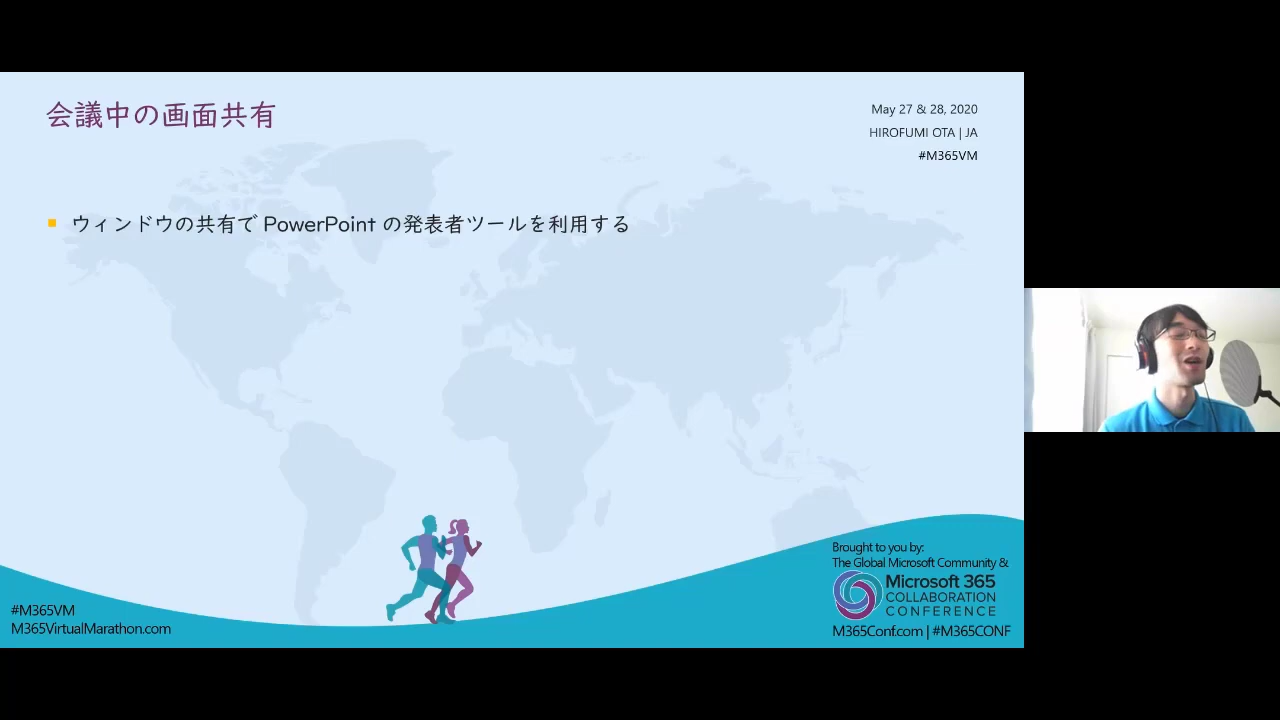 会議中の画面共有
May 27 & 28, 2020
HIROFUMI OTA | JA
#M365VM
ウィンドウの共有で PowerPoint の発表者ツールを利用する
Brought to you by:
The Global Microsoft Community &
Microsoft 365
COLLABORATION
CONFERENCE
M365Conf.com | #M365CONF
#M365VM
M365VirtualMarathon.com